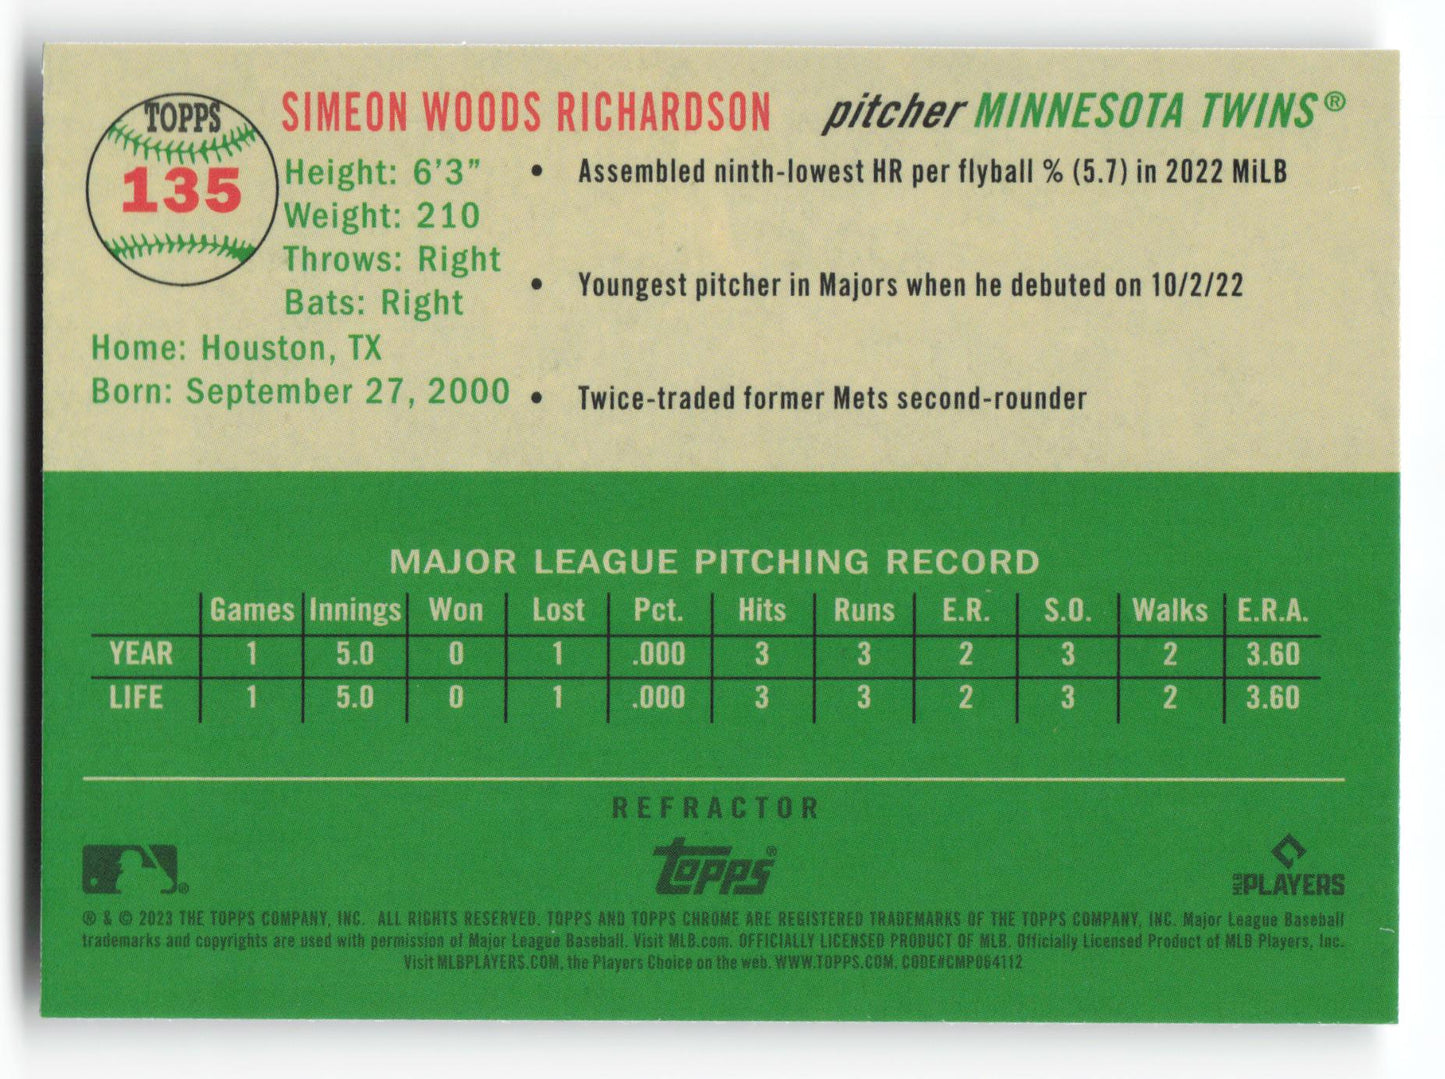 TOPPS
135
SIMEON WOODS RICHARDSON pitcher MINNESOTA TWINS®
Height: 6'3"
Weight: 210
Throws: Right
Bats: Right
Home: Houston, TX
Born: September 27, 2000
• Assembled ninth-lowest HR per flyball % (5.7) in 2022 MiLB
• Youngest pitcher in Majors when he debuted on 10/2/22
• Twice-traded former Mets second-rounder
MAJOR LEAGUE PITCHING RECORD
Games Innings Won Lost Pct. Hits Runs E.R. S.O. Walks E.R.A.
YEAR 1 5.0 0 1 .000 3 3 2 3 2 3.60
LIFE 1 5.0 0 1 .000 3 3 2 3 2 3.60
REFRACTOR
® topps® MLB PLAYERS
® & © 2023 THE TOPPS COMPANY, INC. ALL RIGHTS RESERVED. TOPPS AND TOPPS CHROME ARE REGISTERED TRADEMARKS OF THE TOPPS COMPANY, INC. Major League Baseball
trademarks and copyrights are used with permission of Major League Baseball. Visit MLB.com. OFFICIALLY LICENSED PRODUCT OF MLB. Officially Licensed Product of MLB Players, Inc.
Visit MLBPLAYERS.COM, the Players Choice on the web. WWW.TOPPS.COM. CODE#CMP064112